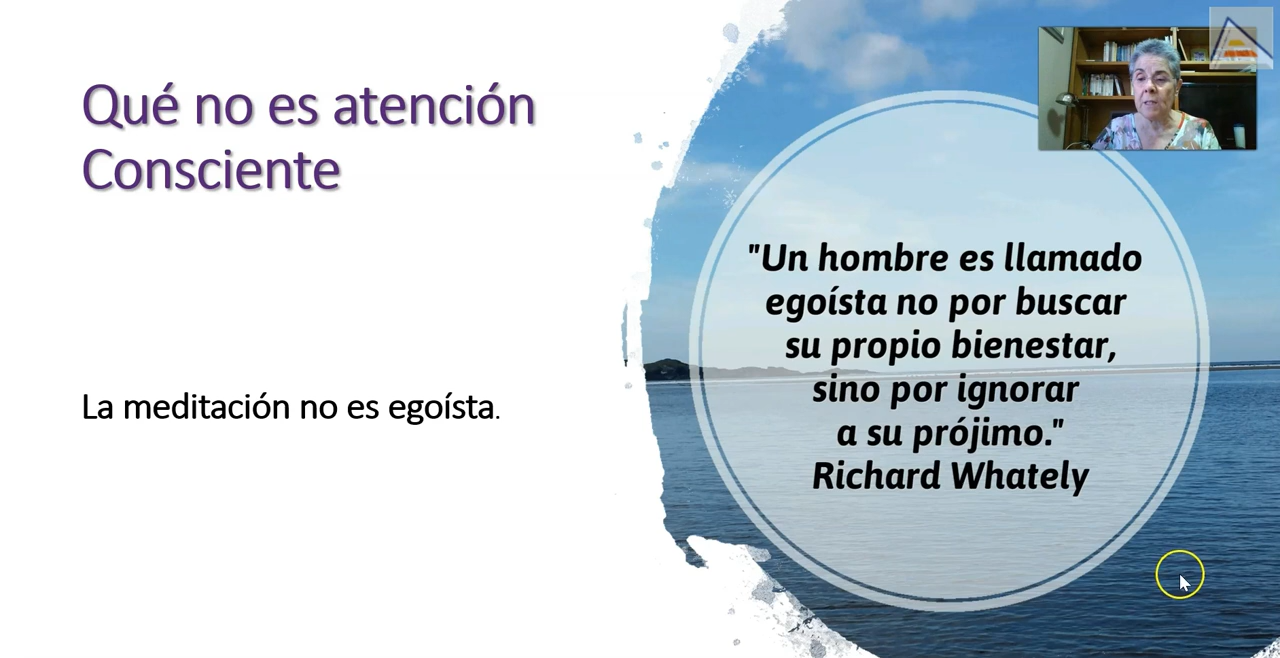 Qué no es atención
Consciente
La meditación no es egoísta.
"Un hombre es llamado
egoísta no por buscar
su propio bienestar,
sino por ignorar
a su prójimo."
Richard Whately